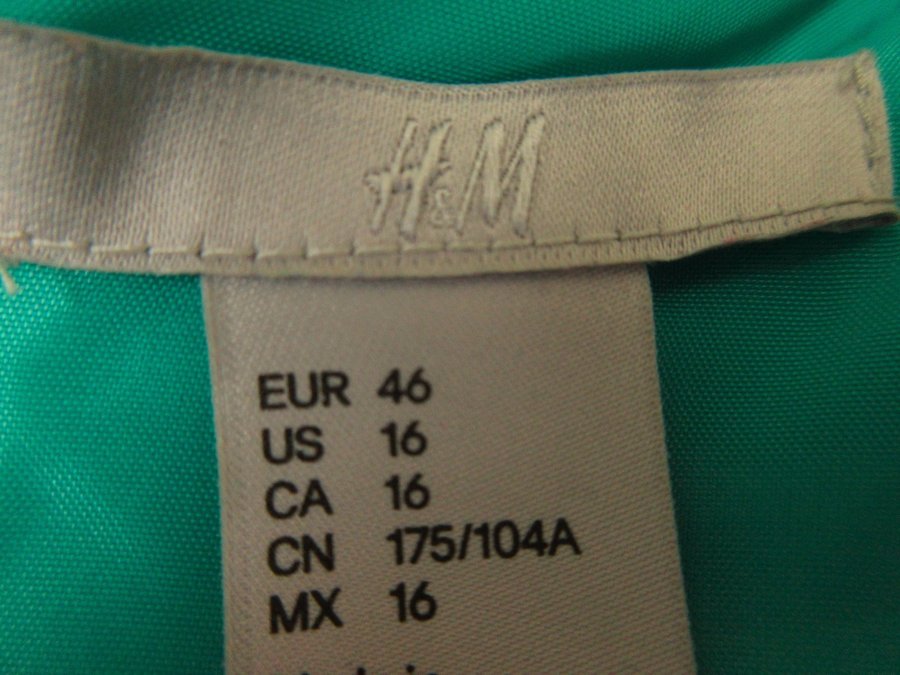 H&M
EUR 46
US 16
CA 16
CN 175/104A
MX 16